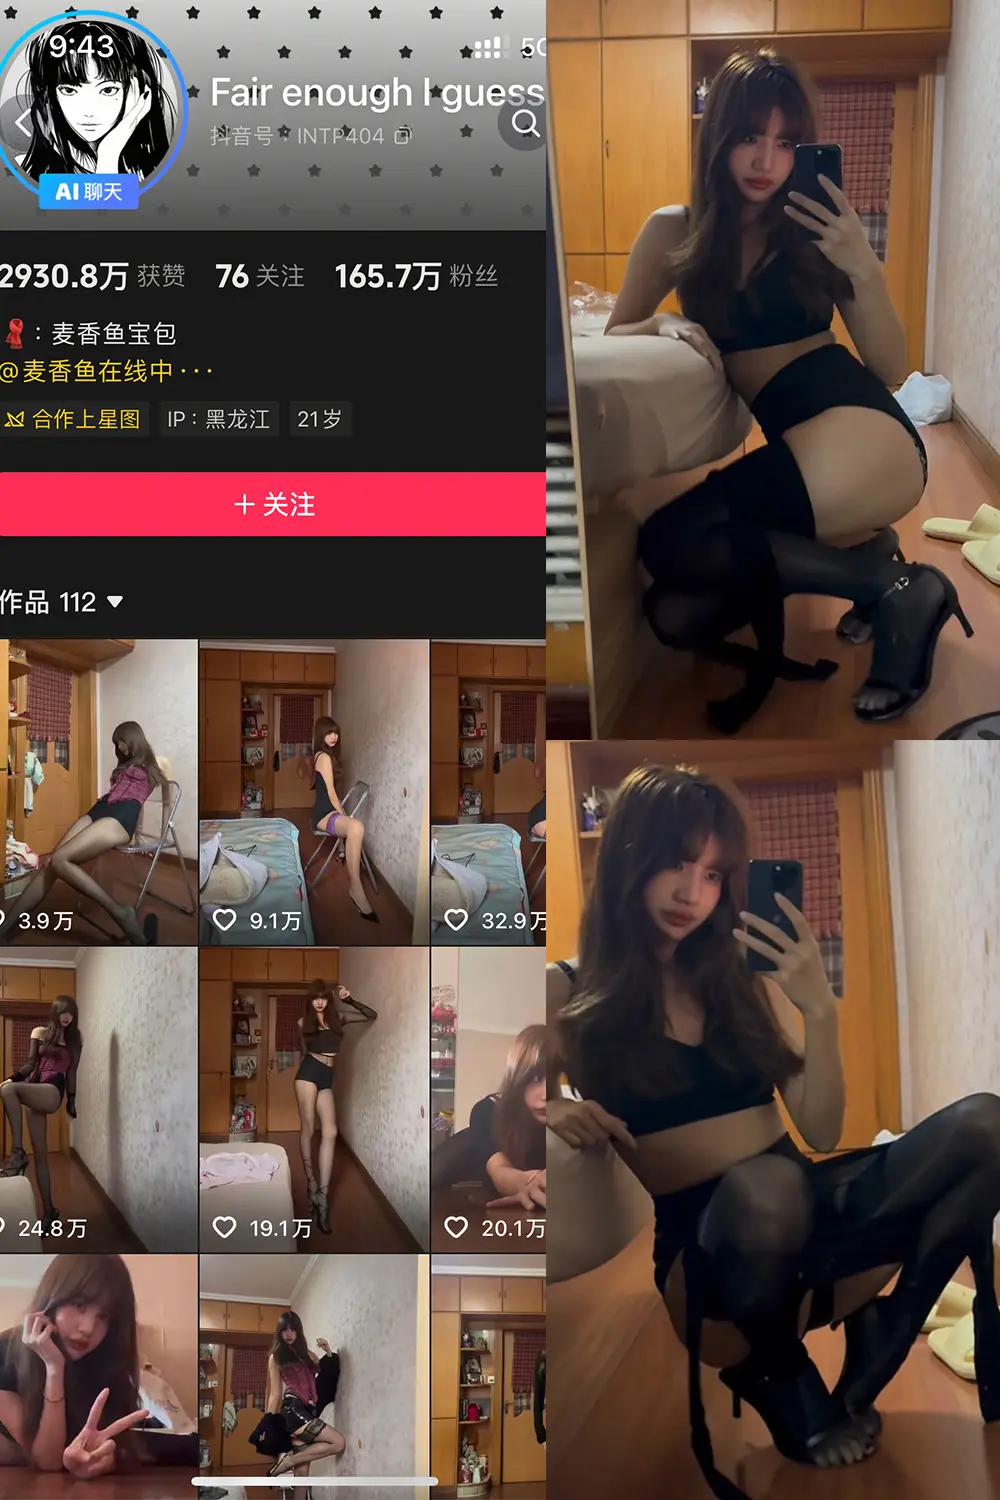 9:43
5G
Fair enough I guess
抖音号：INTP404
AI 聊天
2930.8万 获赞 76 关注 165.7万 粉丝
：麦香鱼宝包
@麦香鱼在线中···
合作上星图 IP：黑龙江 21岁
+ 关注
作品 112
3.9万 9.1万 32.9万
24.8万 19.1万 20.1万